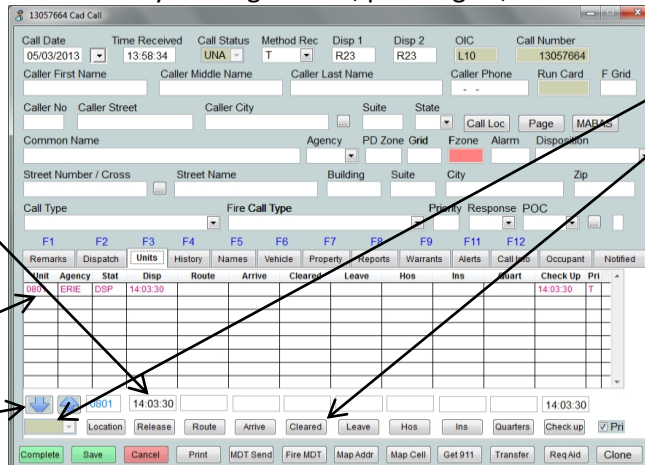 13057664 Cad Call
Call Date Time Received Call Status Method Rec Disp 1 Disp 2 OIC Call Number
05/03/2013 13:58:34 UNA T R23 R23 L10 13057664
Caller First Name Caller Middle Name Caller Last Name Caller Phone Run Card F Grid
- -
Caller No Caller Street Caller City Suite State
... Call Loc Page MABAS
Common Name Agency PD Zone Grid Fzone Alarm Disposition
Street Number / Cross Street Name Building Suite City Zip
...
Call Type Fire Call Type Priority Response POC
...
F1 F2 F3 F4 F5 F6 F7 F8 F9 F11 F12
Remarks Dispatch Units History Names Vehicle Property Reports Warrants Alerts Call Info Occupant Notified
Unit Agency Stat Disp Route Arrive Cleared Leave Hos Ins Quart Check Up Pri
0801 ERIE DSP 14:03:30 14:03:30 T
0801 14:03:30 14:03:30
Location Release Route Arrive Cleared Leave Hos Ins Quarters Check up Pri
Complete Save Cancel Print MDT Send Fire MDT Map Addr Map Cell Get 911 Transfer Req Aid Clone